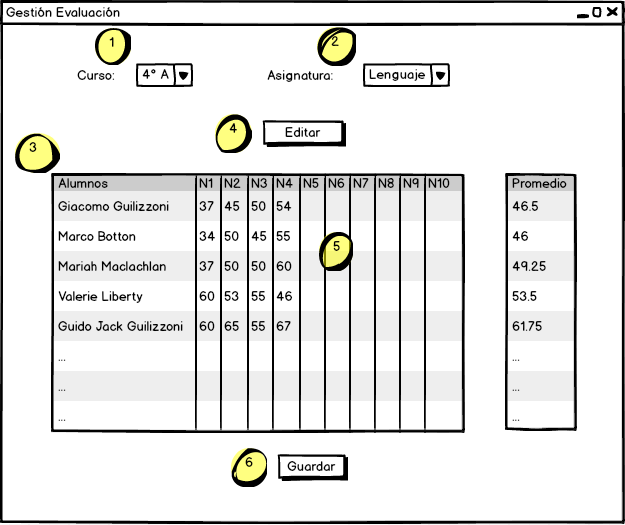 Gestión Evaluación
1 2
Curso: 4° A Asignatura: Lenguaje
4 Editar
3
Alumnos N1 N2 N3 N4 N5 N6 N7 N8 N9 N10 Promedio
Giacomo Guilizzoni 37 45 50 54 46.5
Marco Botton 34 50 45 55 46
5
Mariah Maclachlan 37 50 50 60 49.25
Valerie Liberty 60 53 55 46 53.5
Guido Jack Guilizzoni 60 65 55 67 61.75
... ...
... ...
... ...
6 Guardar